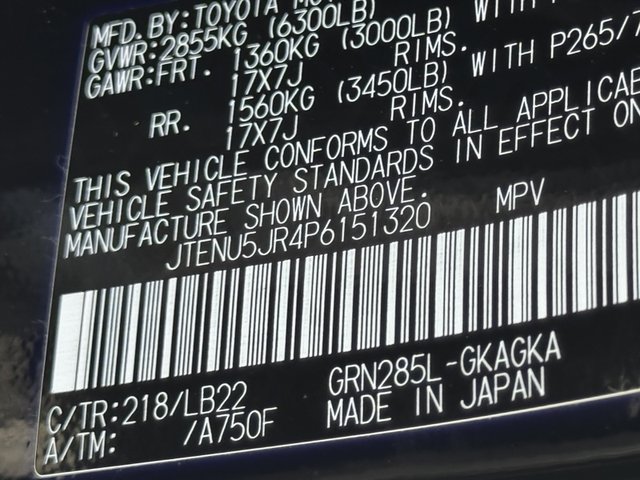 MFD.BY:TOYOTA
GVWR:2855KG (6300LB)
GAWR:FRT. 1360KG (3000LB) WITH
17X7J RIMS.
RR. 1560KG (3450LB) WITH P265/7
17X7J RIMS.
THIS VEHICLE CONFORMS TO ALL
VEHICLE SAFETY STANDARDS IN EFFECT ON
MANUFACTURE SHOWN ABOVE.
JTENU5JR4P6151320 MPV
C/TR:218/LB22 GRN285L-GKAGKA
A/TM: /A750F MADE IN JAPAN